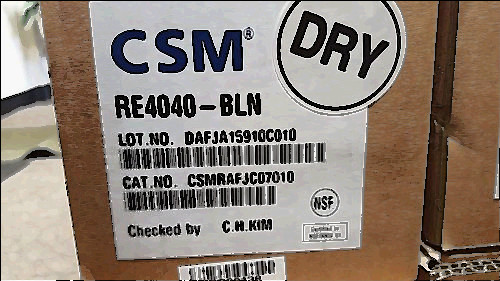 CSM®
DRY
RE4040-BLN
LOT.NO. DAFJA15910C010
CAT.NO. CSMRAFJC07010
NSF
Checked by C.H.KIM